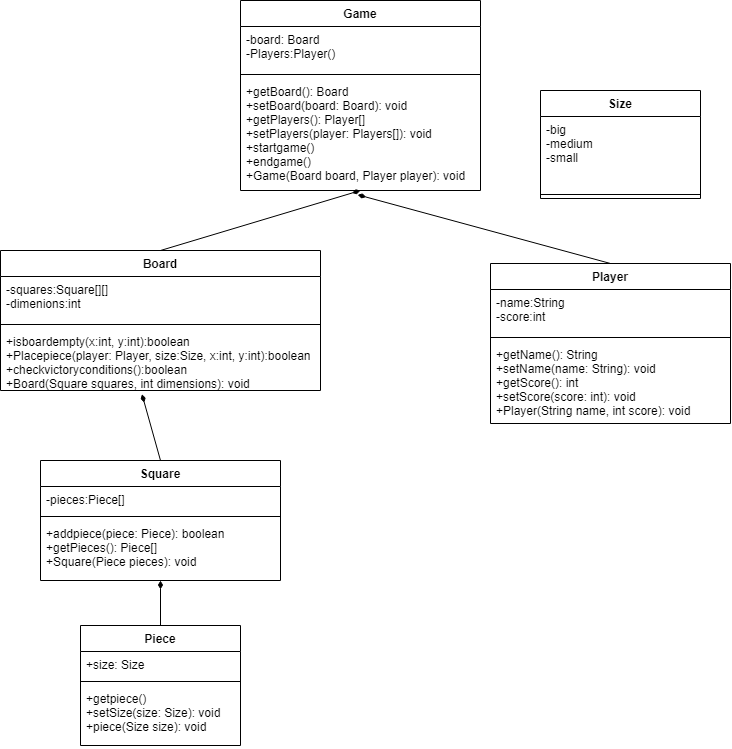 Game
-board: Board
-Players:Player()
+getBoard(): Board
+setBoard(board: Board): void
+getPlayers(): Player[]
+setPlayers(player: Players[]): void
+startgame()
+endgame()
+Game(Board board, Player player): void
Size
-big
-medium
-small
Board
-squares:Square[][]
-dimenions:int
+isboardempty(x:int, y:int):boolean
+Placepiece(player: Player, size:Size, x:int, y:int):boolean
+checkvictoryconditions():boolean
+Board(Square squares, int dimensions): void
Player
-name:String
-score:int
+getName(): String
+setName(name: String): void
+getScore(): int
+setScore(score: int): void
+Player(String name, int score): void
Square
-pieces:Piece[]
+addpiece(piece: Piece): boolean
+getPieces(): Piece[]
+Square(Piece pieces): void
Piece
+size: Size
+getpiece()
+setSize(size: Size): void
+piece(Size size): void